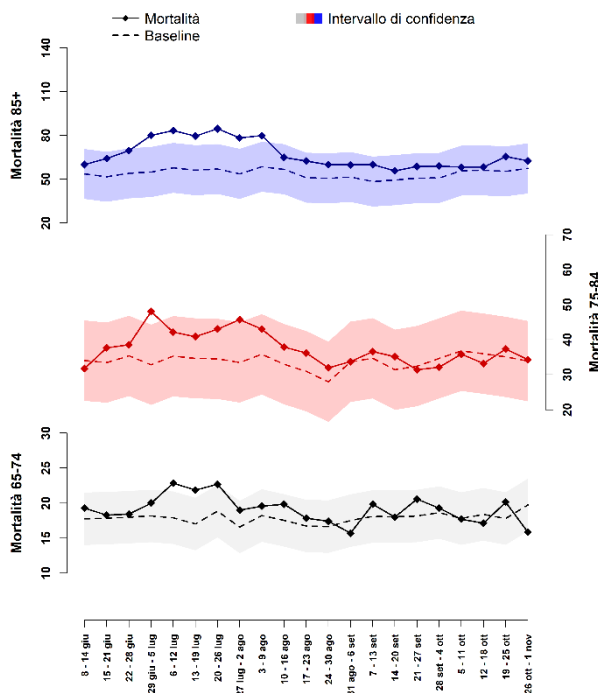 Mortalità
Baseline
Intervallo di confidenza
Mortalità 85+
140
110
80
50
20
Mortalità 75-84
70
60
50
40
30
20
Mortalità 65-74
30
25
20
15
10
8 - 14 giu
15 - 21 giu
22 - 28 giu
29 giu - 5 lug
6 - 12 lug
13 - 19 lug
20 - 26 lug
27 lug - 2 ago
3 - 9 ago
10 - 16 ago
17 - 23 ago
24 - 30 ago
31 ago - 6 set
7 - 13 set
14 - 20 set
21 - 27 set
28 set - 4 ott
5 - 11 ott
12 - 18 ott
19 - 25 ott
26 ott - 1 nov